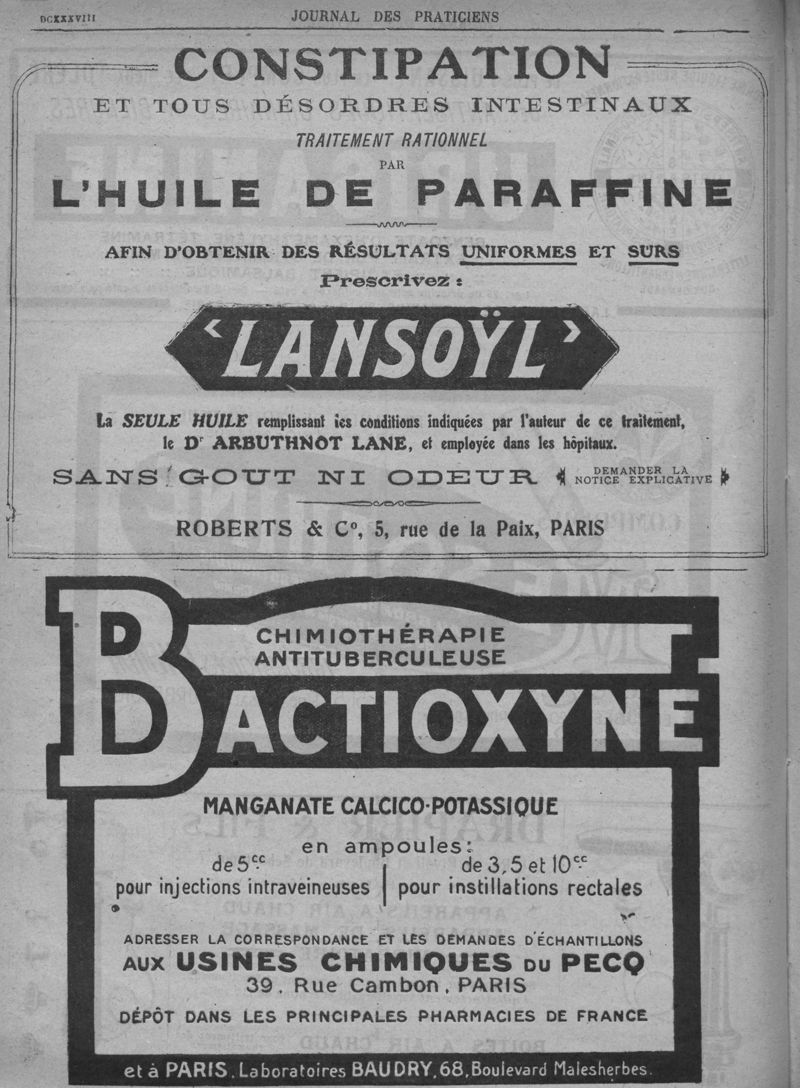 DCXXXVIII
JOURNAL DES PRATICIENS
CONSTIPATION
ET TOUS DÉSORDRES INTESTINAUX
TRAITEMENT RATIONNEL
PAR
L'HUILE DE PARAFFINE
AFIN D'OBTENIR DES RÉSULTATS UNIFORMES ET SURS
Prescrivez :
‹LANSOŸL›
La SEULE HUILE remplissant les conditions indiquées par l'auteur de ce traitement,
le Dr ARBUTHNOT LANE, et employée dans les hôpitaux.
SANS GOUT NI ODEUR
DEMANDER LA
NOTICE EXPLICATIVE
ROBERTS & Co, 5, rue de la Paix, PARIS
CHIMIOTHÉRAPIE
ANTITUBERCULEUSE
BACTIOXYNE
MANGANATE CALCICO-POTASSIQUE
en ampoules:
de 5cc
pour injections intraveineuses
de 3,5 et 10cc
pour instillations rectales
ADRESSER LA CORRESPONDANCE ET LES DEMANDES D'ÉCHANTILLONS
AUX USINES CHIMIQUES DU PECQ
39, Rue Cambon, PARIS
DÉPÔT DANS LES PRINCIPALES PHARMACIES DE FRANCE
et à PARIS, Laboratoires BAUDRY, 68, Boulevard Malesherbes.